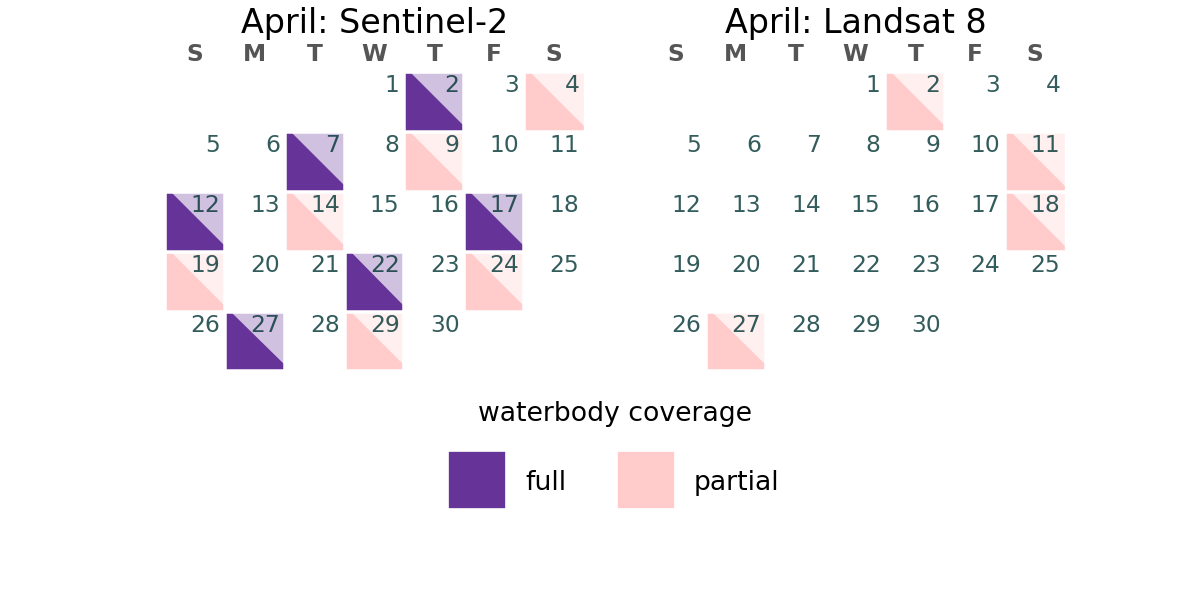 April: Sentinel-2
S M T W T F S
1 2 3 4
5 6 7 8 9 10 11
12 13 14 15 16 17 18
19 20 21 22 23 24 25
26 27 28 29 30
April: Landsat 8
S M T W T F S
1 2 3 4
5 6 7 8 9 10 11
12 13 14 15 16 17 18
19 20 21 22 23 24 25
26 27 28 29 30
waterbody coverage
full partial